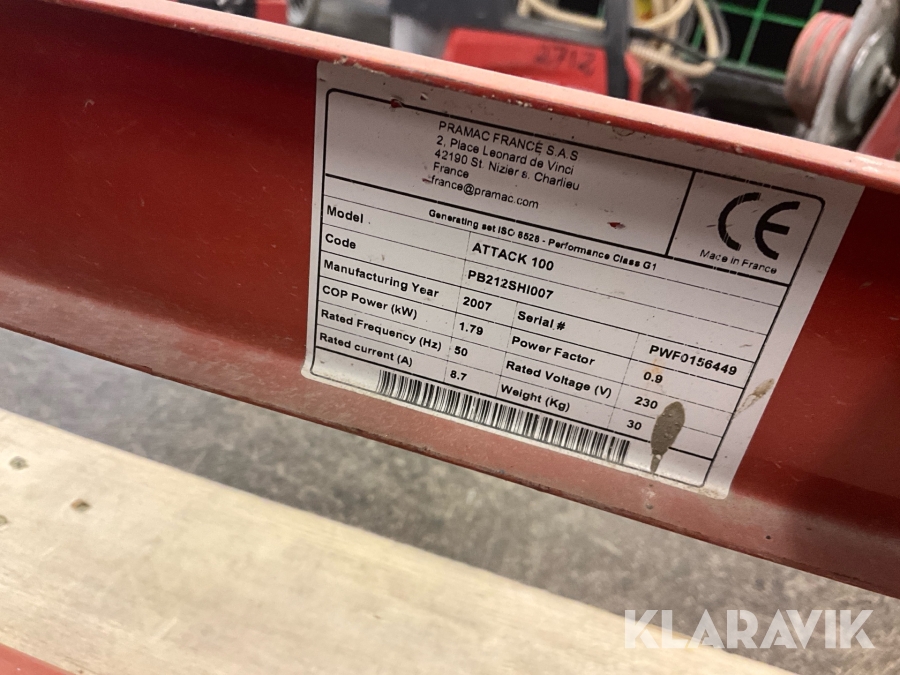 2712
PRAMAC FRANCE S.A.S
2, Place Leonard de Vinci
42190 St. Nizier s. Charlieu
France
france@pramac.com
CE
Made in France
Generating set ISO 8528 - Performance Class G1
Model ATTACK 100
Code PB212SHI007
Manufacturing Year 2007 Serial # PWF0156449
COP Power (kW) 1.79 Power Factor 0.9
Rated Frequency (Hz) 50 Rated Voltage (V) 230
Rated current (A) 8.7 Weight (Kg) 30
KLARAVIK